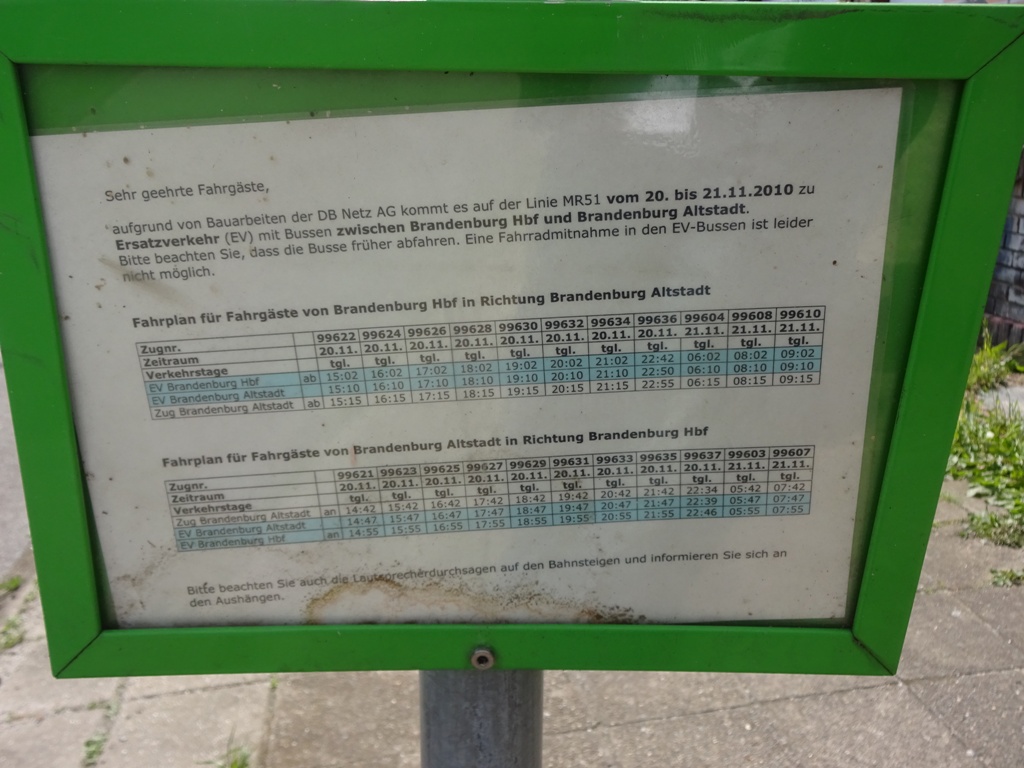 Sehr geehrte Fahrgäste,
aufgrund von Bauarbeiten der DB Netz AG kommt es auf der Linie MR51 vom 20. bis 21.11.2010 zu
Ersatzverkehr (EV) mit Bussen zwischen Brandenburg Hbf und Brandenburg Altstadt.
Bitte beachten Sie, dass die Busse früher abfahren. Eine Fahrradmitnahme in den EV-Bussen ist leider
nicht möglich.
Fahrplan für Fahrgäste von Brandenburg Hbf in Richtung Brandenburg Altstadt
Zugnr. 99622 99624 99626 99628 99630 99632 99634 99636 99604 99608 99610
Zeitraum 20.11. 20.11. 20.11. 20.11. 20.11. 20.11. 20.11. 20.11. 21.11. 21.11. 21.11.
Verkehrstage tgl. tgl. tgl. tgl. tgl. tgl. tgl. tgl. tgl. tgl. tgl.
EV Brandenburg Hbf ab 15:02 16:02 17:02 18:02 19:02 20:02 21:02 22:42 06:02 08:02 09:02
EV Brandenburg Altstadt 15:10 16:10 17:10 18:10 19:10 20:10 21:10 22:50 06:10 08:10 09:10
Zug Brandenburg Altstadt ab 15:15 16:15 17:15 18:15 19:15 20:15 21:15 22:55 06:15 08:15 09:15
Fahrplan für Fahrgäste von Brandenburg Altstadt in Richtung Brandenburg Hbf
Zugnr. 99621 99623 99625 99627 99629 99631 99633 99635 99637 99603 99607
Zeitraum 20.11. 20.11. 20.11. 20.11. 20.11. 20.11. 20.11. 20.11. 20.11. 21.11. 21.11.
Verkehrstage tgl. tgl. tgl. tgl. tgl. tgl. tgl. tgl. tgl. tgl. tgl.
Zug Brandenburg Altstadt an 14:42 15:42 16:42 17:42 18:42 19:42 20:42 21:42 22:34 05:42 07:42
EV Brandenburg Altstadt 14:47 15:47 16:47 17:47 18:47 19:47 20:47 21:47 22:39 05:47 07:47
EV Brandenburg Hbf an 14:55 15:55 16:55 17:55 18:55 19:55 20:55 21:55 22:46 05:55 07:55
Bitte beachten Sie auch die Lautsprecherdurchsagen auf den Bahnsteigen und informieren Sie sich an
den Aushängen.